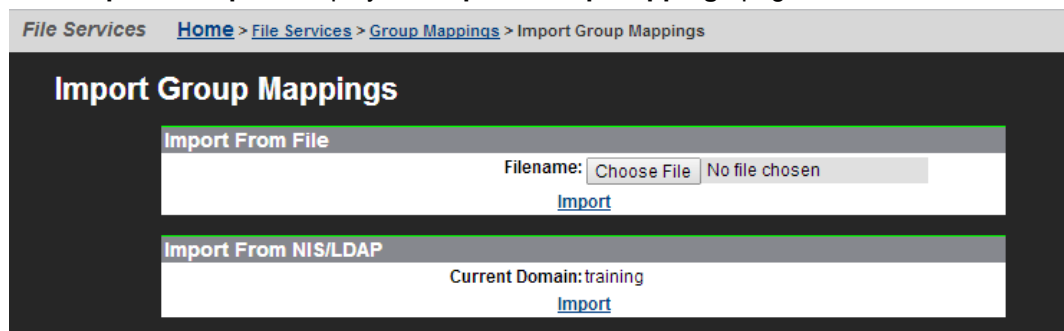 File Services Home > File Services > Group Mappings > Import Group Mappings
Import Group Mappings
Import From File
Filename: Choose File No file chosen
Import
Import From NIS/LDAP
Current Domain: training
Import